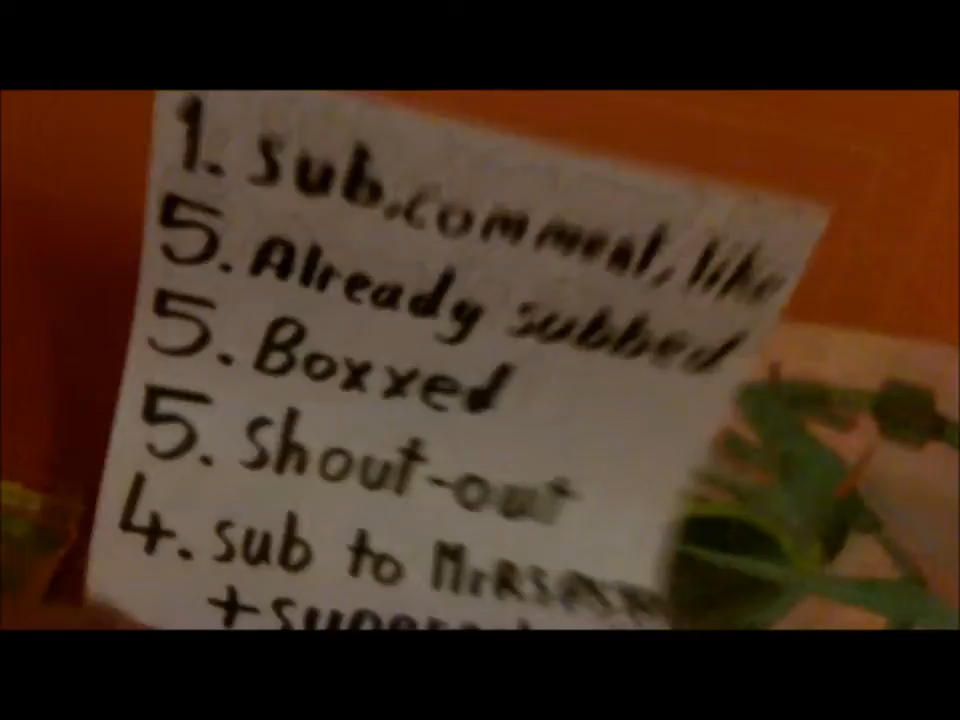 1. sub, comment, like
5. Already subbed
5. Boxxed
5. Shout-out
4. sub to